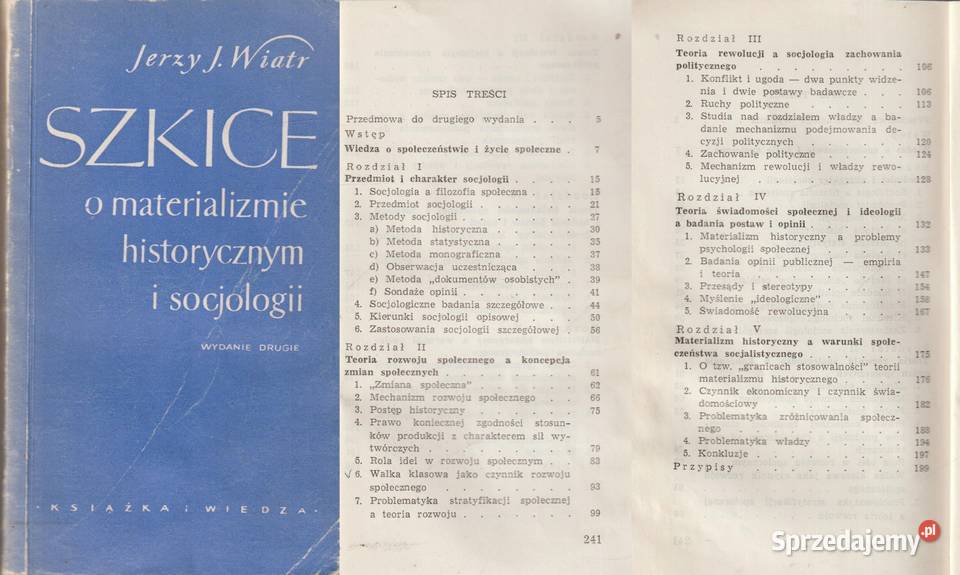 Jerzy J. Wiatr
SZKICE
o materializmie
historycznym
i socjologii
WYDANIE DRUGIE
· KSIĄŻKA i WIEDZA ·
SPIS TREŚCI
Przedmowa do drugiego wydania . . . 5
Wstęp
Wiedza o społeczeństwie i życie społeczne . 7
Rozdział I
Przedmiot i charakter socjologii . . . . 15
1. Socjologia a filozofia społeczna . . . . 15
2. Przedmiot socjologii . . . . . . 21
3. Metody socjologii . . . . . . 27
a) Metoda historyczna . . . . . 30
b) Metoda statystyczna . . . . . 35
c) Metoda monograficzna . . . . 37
d) Obserwacja uczestnicząca . . . . 38
e) Metoda „dokumentów osobistych" . 39
f) Sondaże opinii . . . . . . . 41
4. Socjologiczne badania szczegółowe . . 44
5. Kierunki socjologii opisowej . . . 50
6. Zastosowania socjologii szczegółowej . 56
Rozdział II
Teoria rozwoju społecznego a koncepcja
zmian społecznych . . . . . . . . 61
1. „Zmiana społeczna" . . . . . . 62
2. Mechanizm rozwoju społecznego . . . 66
3. Postęp historyczny . . . . . . 75
4. Prawo koniecznej zgodności stosun-
ków produkcji z charakterem sił wy-
twórczych . . . . . . . . . 79
5. Rola idei w rozwoju społecznym . . 83
√ 6. Walka klasowa jako czynnik rozwoju
społecznego . . . . . . . . 93
7. Problematyka stratyfikacji społecznej
a teoria rozwoju . . . . . . . 99
241
Rozdział III
Teoria rewolucji a socjologia zachowania
politycznego . . . . . . . . . 106
1. Konflikt i ugoda — dwa punkty widze-
nia i dwie postawy badawcze . . . 106
2. Ruchy polityczne . . . . . . 113
3. Studia nad rozdziałem władzy a ba-
danie mechanizmu podejmowania de-
cyzji politycznych . . . . . . 120
4. Zachowanie polityczne . . . . . 124
5. Mechanizm rewolucji i władzy rewo-
lucyjnej . . . . . . . . . 128
Rozdział IV
Teoria świadomości społecznej i ideologii
a badania postaw i opinii . . . . . . 132
1. Materializm historyczny a problemy
psychologii społecznej . . . . . 133
2. Badania opinii publicznej — empiria
i teoria . . . . . . . . . 147
3. Przesądy i stereotypy . . . . . 154
4. Myślenie „ideologiczne" . . . . . 158
5. Świadomość rewolucyjna . . . . 167
Rozdział V
Materializm historyczny a warunki społe-
czeństwa socjalistycznego . . . . . . 175
1. O tzw. „granicach stosowalności" teorii
materializmu historycznego . . . . 176
2. Czynnik ekonomiczny i czynnik świa-
domościowy . . . . . . . . 182
3. Problematyka zróżnicowania społecz-
nego . . . . . . . . . . 188
4. Problematyka władzy . . . . . 194
5. Konkluzje . . . . . . . . 197
Przypisy . . . . . . . . . . 199
Sprzedajemy.pl